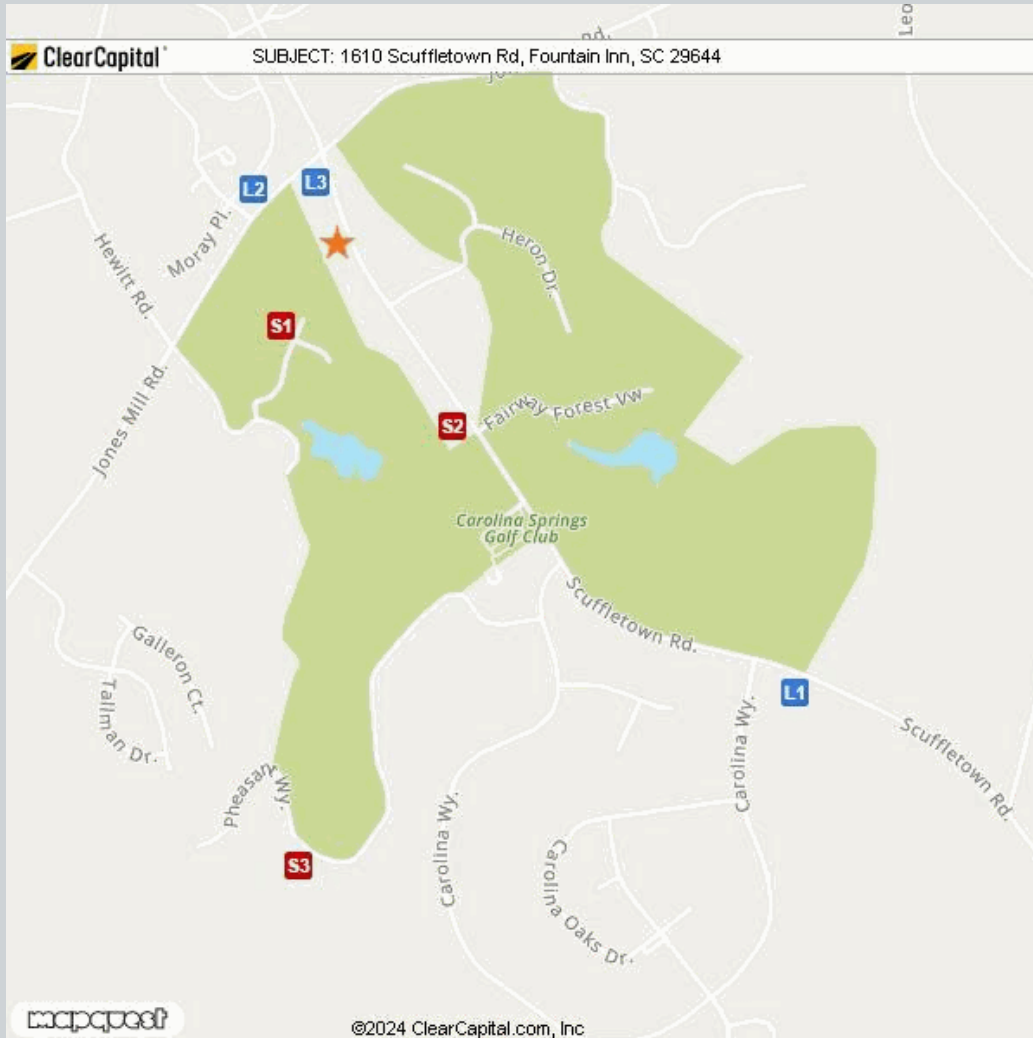 Rd.
Leo
ClearCapital
SUBJECT: 1610 Scuffletown Rd, Fountain Inn, SC 29644
L2
L3
Moray Pl.
Hewitt Rd.
Heron Dr.
S1
Jones Mill Rd.
Fairway Forest Vw
S2
Carolina Springs
Golf Club
Scuffletown Rd.
Galleron Ct.
Tallman Dr.
L1
Carolina Wy.
Scuffletown Rd.
Pheasant Wy.
Carolina Wy.
S3
Carolina Oaks Dr.
mapquest
©2024 ClearCapital.com, Inc